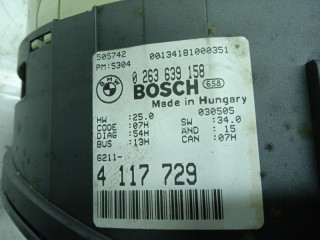 505742 00134181000351
PM:5304
0 263 639 158
BMW
BOSCH 658
Made in Hungary
030505
HW :25.0 SW :34.0
CODE :07H AND : 15
DIAG :54H CAN :07H
BUS :13H
6211-
4 117 729